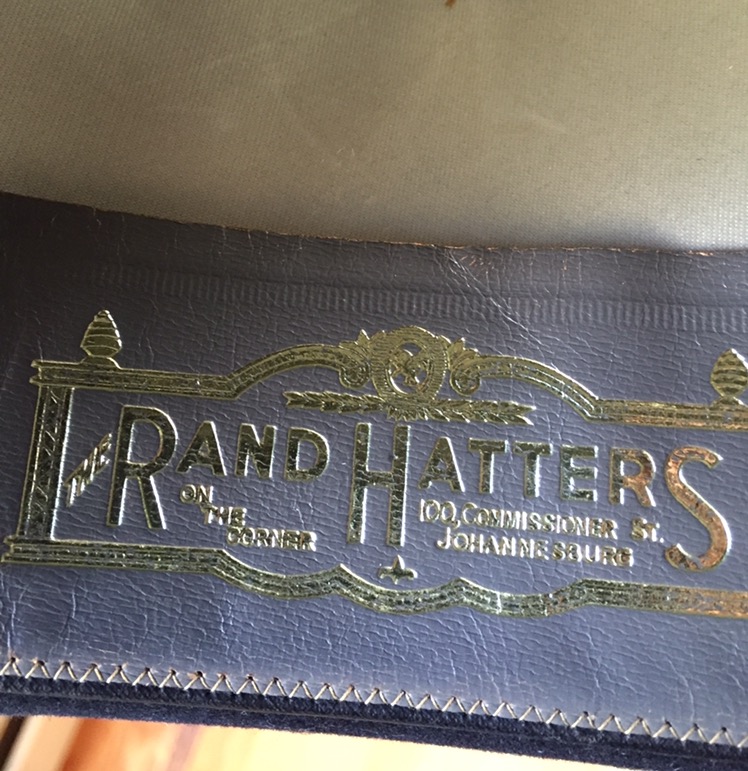 THE RAND HATTERS
ON
THE
CORNER
100, COMMISSIONER ST.
JOHANNESBURG